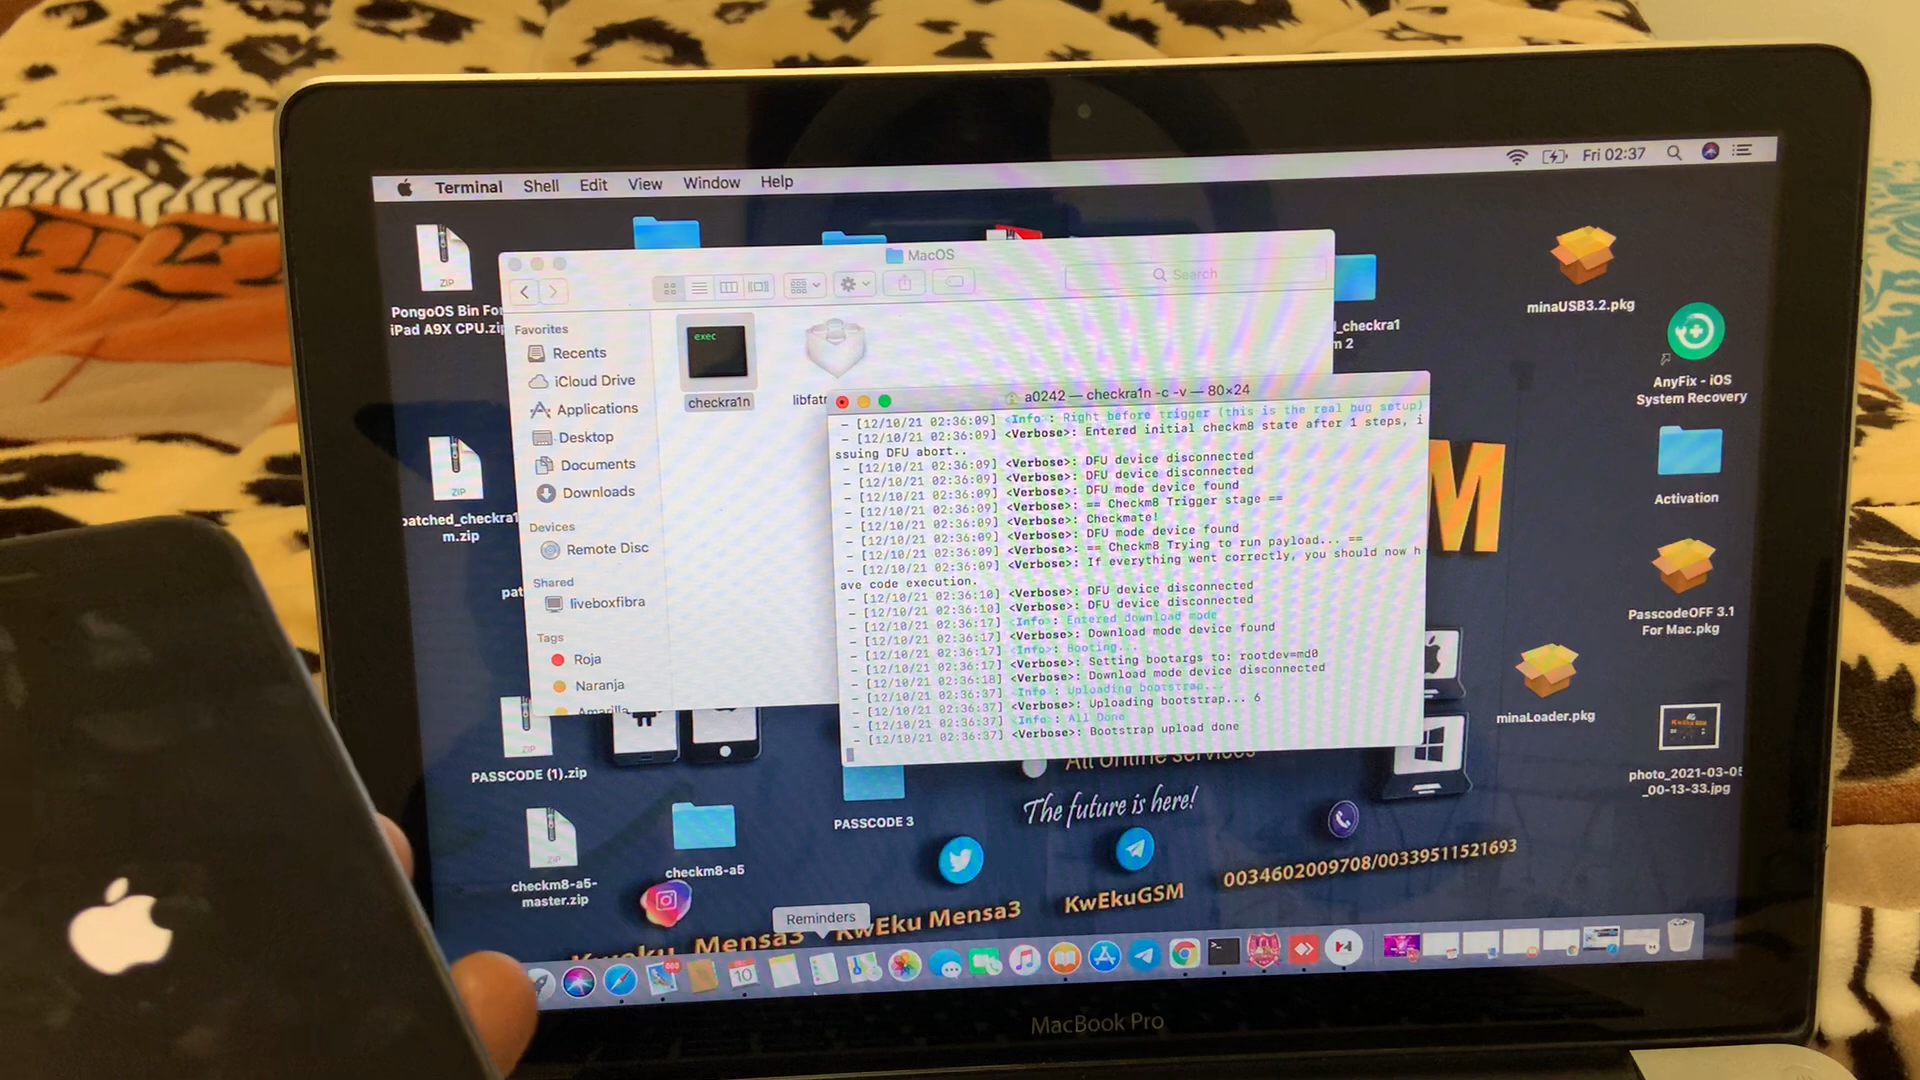 Terminal Shell Edit View Window Help
Fri 02:37
ZIP
PongoOS Bin For
iPad A9X CPU.zip
ZIP
patched_checkra1
m.zip
ZIP
PASSCODE (1).zip
ZIP
checkm8-a5-
master.zip
checkm8-a5
PASSCODE 3
MacOS
Search
Favorites
Recents
iCloud Drive
Applications
Desktop
Documents
Downloads
Devices
Remote Disc
Shared
liveboxfibra
Tags
Roja
Naranja
Amarilla
exec
checkra1n
libfatr
a0242 — checkra1n -c -v — 80×24
- [12/10/21 02:36:09] <Info>: Right before trigger (this is the real bug setup)
- [12/10/21 02:36:09] <Verbose>: Entered initial checkm8 state after 1 steps, i
ssuing DFU abort..
- [12/10/21 02:36:09] <Verbose>: DFU device disconnected
- [12/10/21 02:36:09] <Verbose>: DFU device disconnected
- [12/10/21 02:36:09] <Verbose>: DFU mode device found
- [12/10/21 02:36:09] <Verbose>: == Checkm8 Trigger stage ==
- [12/10/21 02:36:09] <Verbose>: Checkmate!
- [12/10/21 02:36:09] <Verbose>: DFU mode device found
- [12/10/21 02:36:09] <Verbose>: == Checkm8 Trying to run payload... ==
- [12/10/21 02:36:09] <Verbose>: If everything went correctly, you should now h
ave code execution.
- [12/10/21 02:36:10] <Verbose>: DFU device disconnected
- [12/10/21 02:36:10] <Verbose>: DFU device disconnected
- [12/10/21 02:36:17] <Info>: Entered download mode
- [12/10/21 02:36:17] <Verbose>: Download mode device found
- [12/10/21 02:36:17] <Info>: Booting...
- [12/10/21 02:36:17] <Verbose>: Setting bootargs to: rootdev=md0
- [12/10/21 02:36:18] <Verbose>: Download mode device disconnected
- [12/10/21 02:36:37] <Info>: Uploading bootstrap...
- [12/10/21 02:36:37] <Verbose>: Uploading bootstrap... 6
- [12/10/21 02:36:37] <Info>: All Done
- [12/10/21 02:36:37] <Verbose>: Bootstrap upload done
_checkra1
n 2
minaUSB3.2.pkg
AnyFix - iOS
System Recovery
M
Activation
PasscodeOFF 3.1
For Mac.pkg
minaLoader.pkg
photo_2021-03-05
_00-13-33.jpg
All Online services
The future is here!
0034602009708/00339511521693
KwEkuGSM
KwEku Mensa3
Kweku_Mensa3
Reminders
10
MacBook Pro